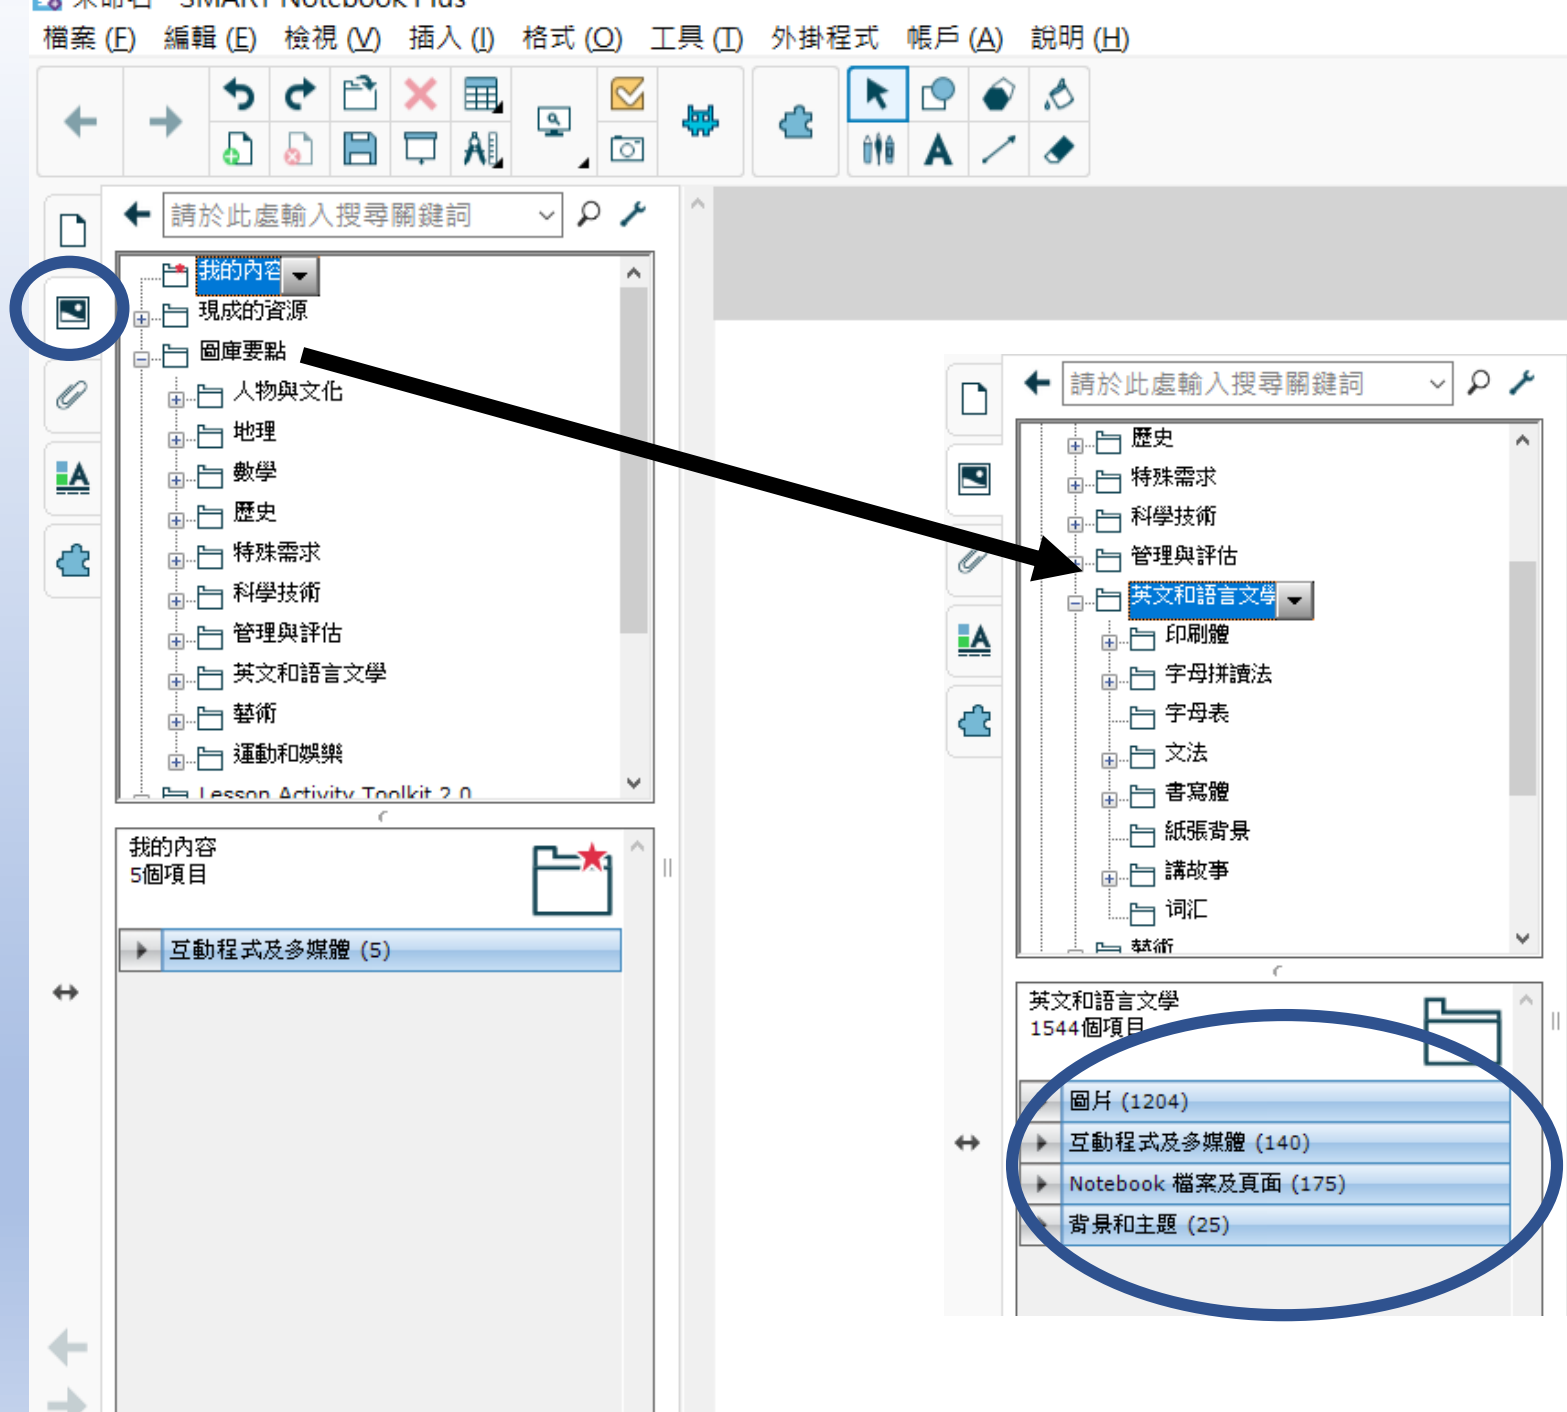 未命名 - SMART Notebook Plus
檔案 (F) 編輯 (E) 檢視 (V) 插入 (I) 格式 (O) 工具 (T) 外掛程式 帳戶 (A) 說明 (H)
請於此處輸入搜尋關鍵詞
我的內容
現成的資源
圖庫要點
人物與文化
地理
數學
歷史
特殊需求
科學技術
管理與評估
英文和語言文學
藝術
運動和娛樂
Lesson Activity Toolkit 2.0
我的內容
5個項目
互動程式及多媒體 (5)
請於此處輸入搜尋關鍵詞
歷史
特殊需求
科學技術
管理與評估
英文和語言文學
印刷體
字母拼讀法
字母表
文法
書寫體
紙張背景
講故事
词汇
藝術
英文和語言文學
1544個項目
圖片 (1204)
互動程式及多媒體 (140)
Notebook 檔案及頁面 (175)
背景和主題 (25)